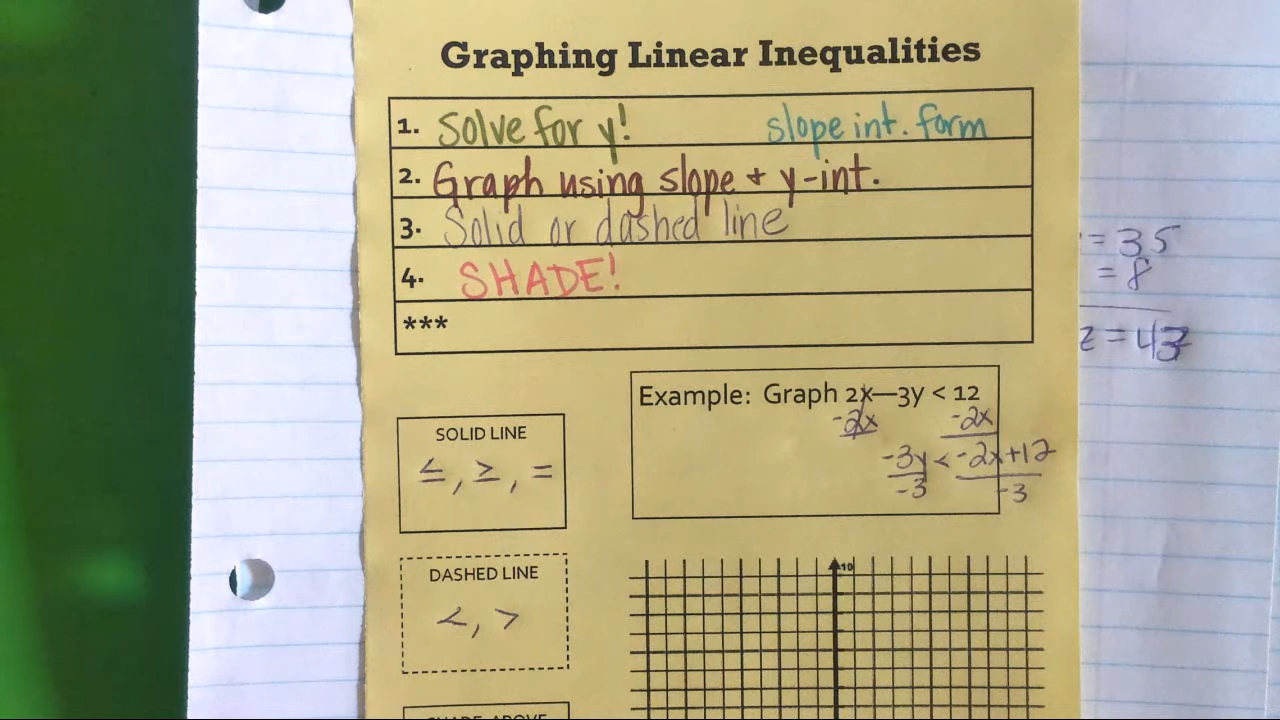 Graphing Linear Inequalities
1. Solve for y! slope int. form
2. Graph using slope + y-int.
3. Solid or dashed line
4. SHADE!
***
= 35
= 8
z = 43
Example: Graph 2x—3y < 12
-2x -2x
-3y < -2x+12
-3 -3
SOLID LINE
≤, ≥, =
DASHED LINE
<, >
10
SHADE ABOVE